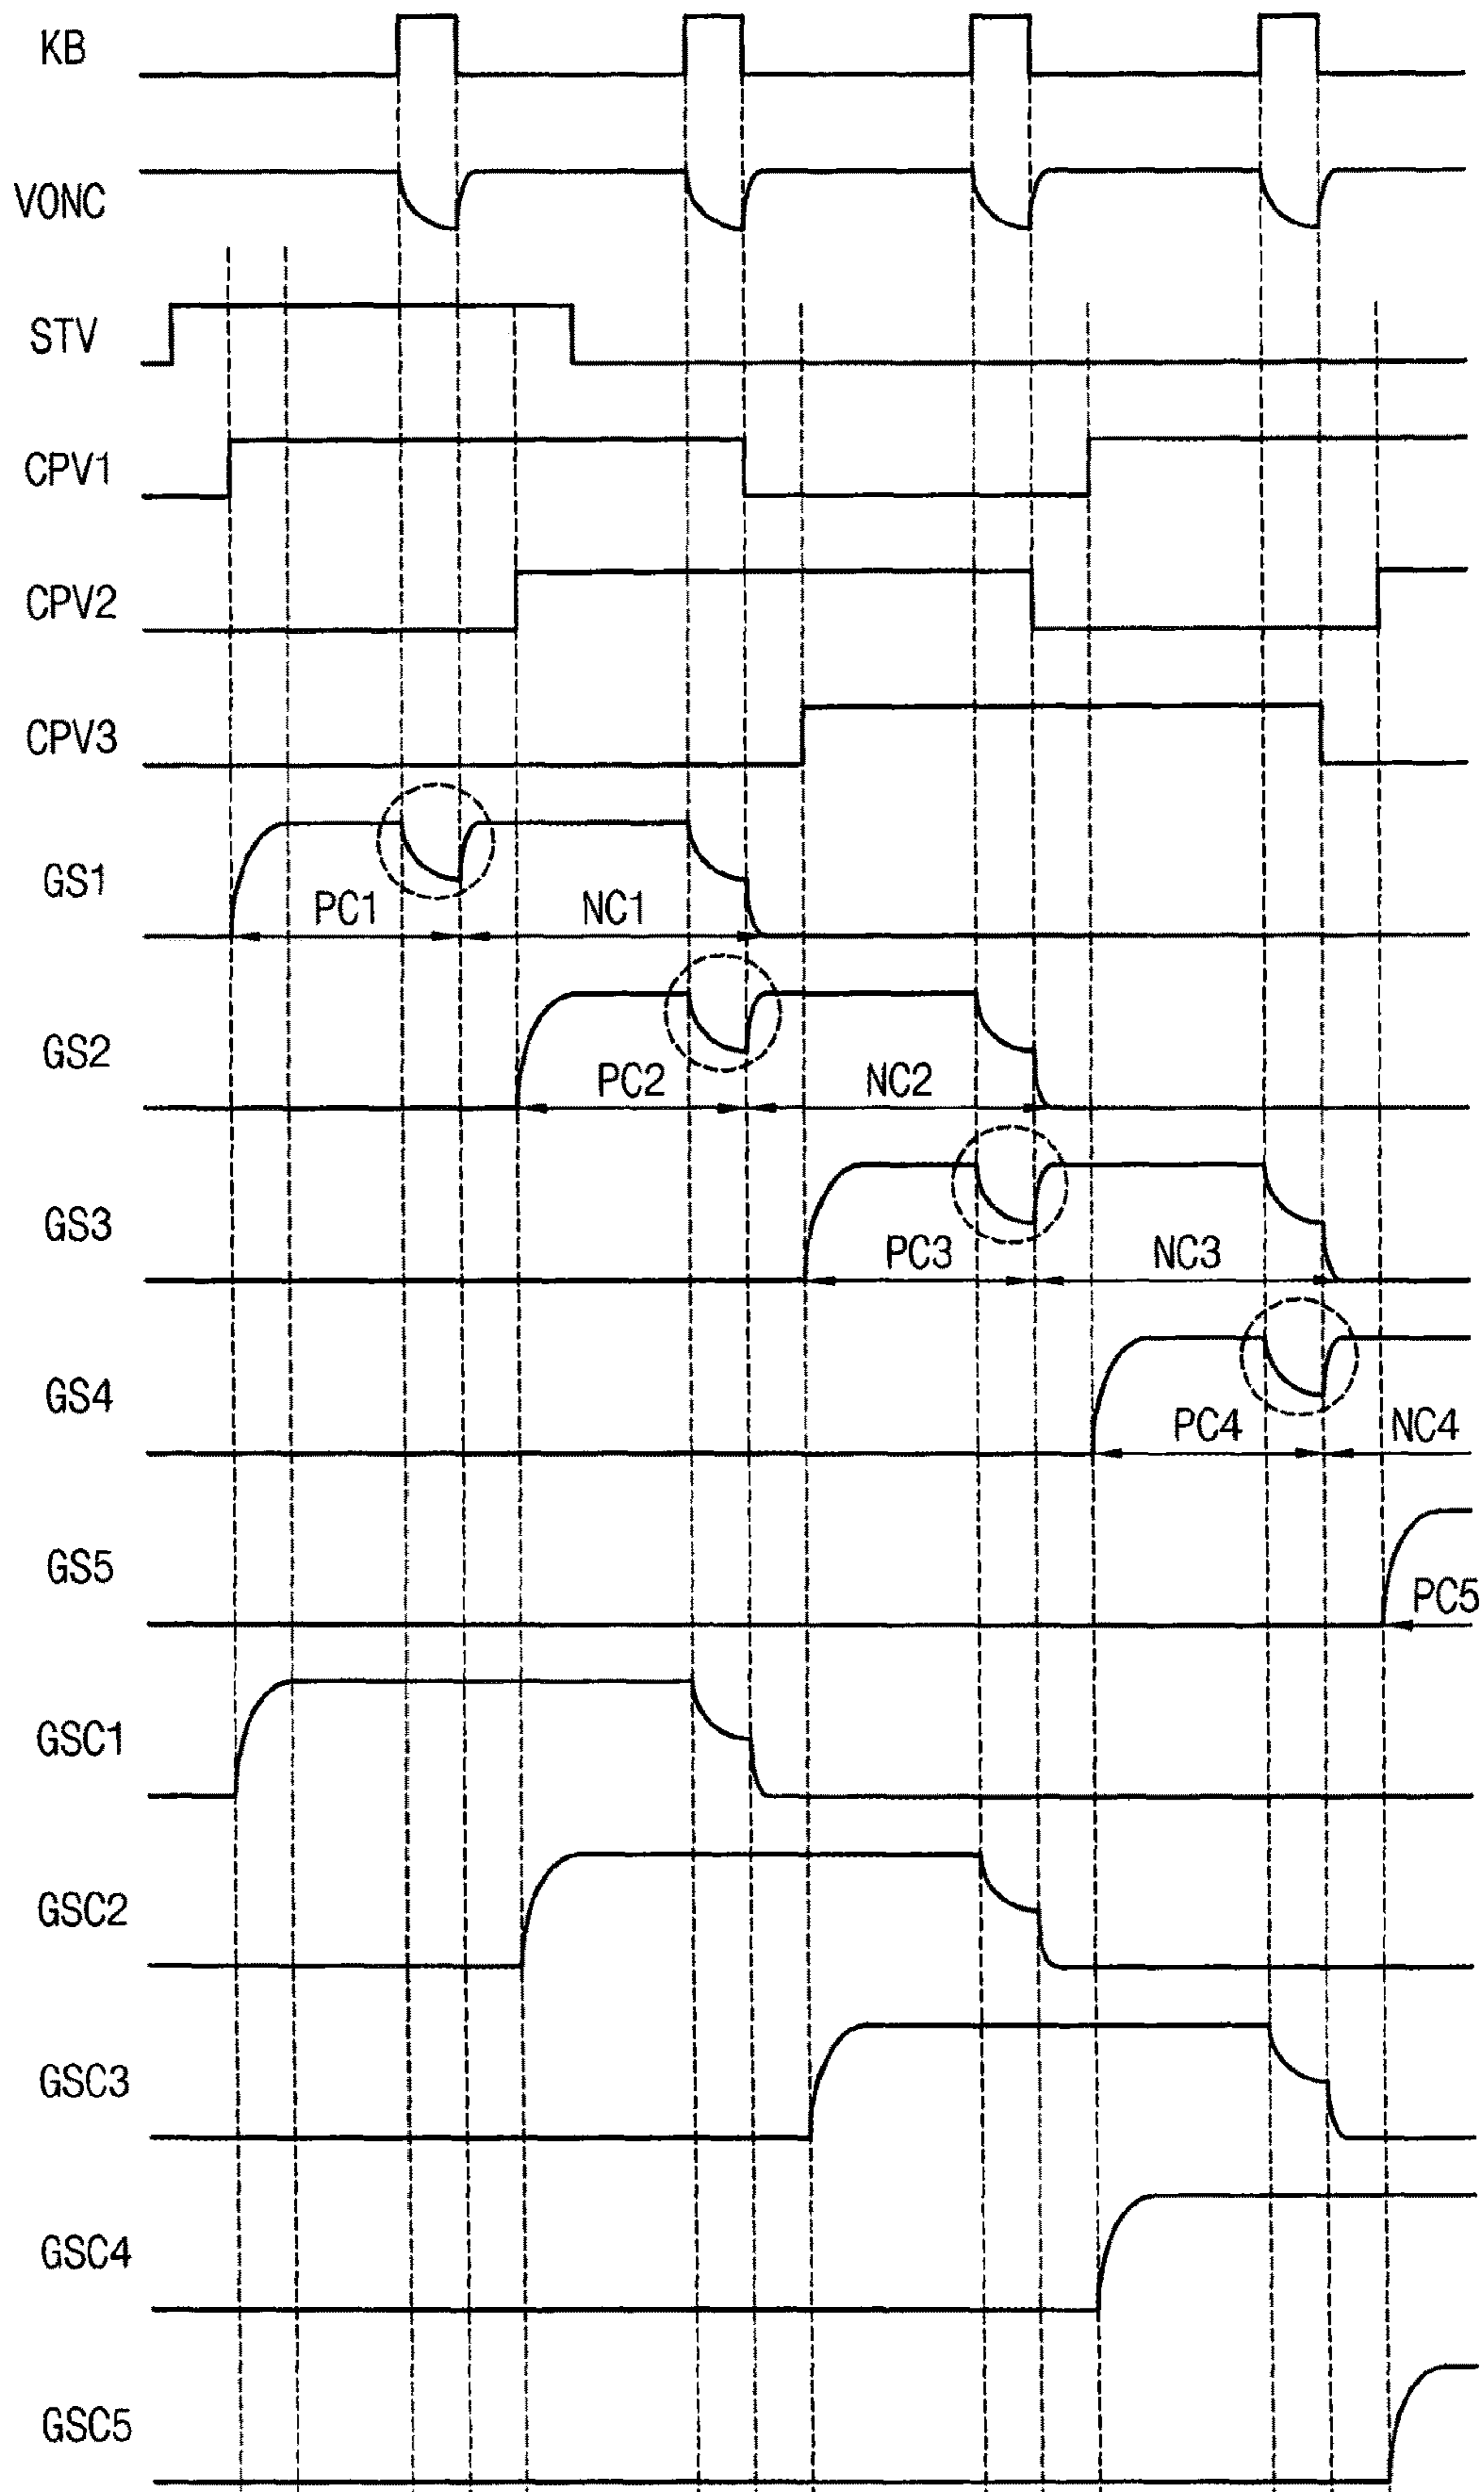 KB
VONC
STV
CPV1
CPV2
CPV3
GS1
PC1
NC1
GS2
PC2
NC2
GS3
PC3
NC3
GS4
PC4
NC4
GS5
PC5
GSC1
GSC2
GSC3
GSC4
GSC5